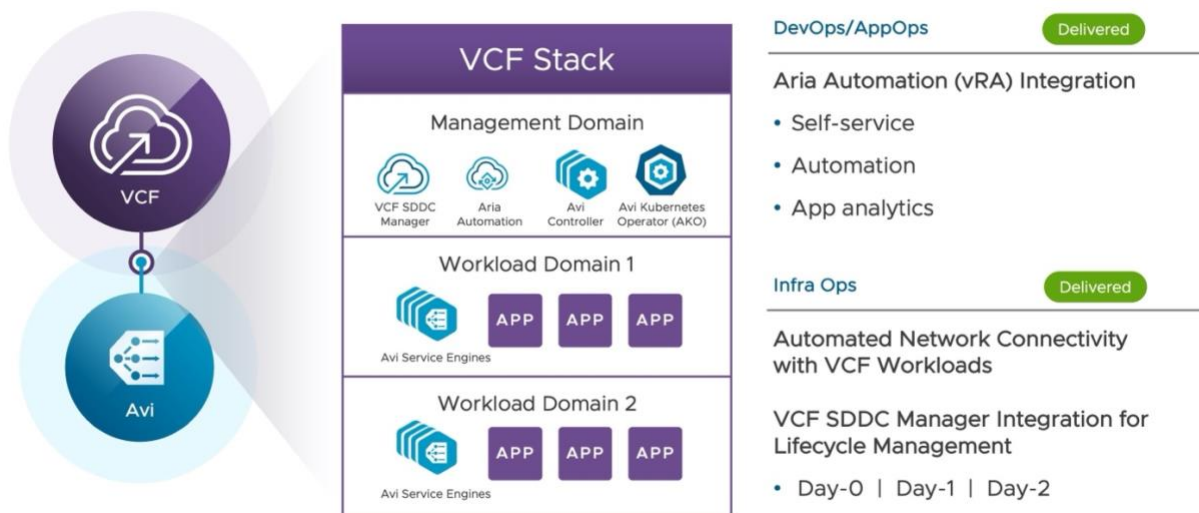 VCF
Avi
VCF Stack
Management Domain
VCF SDDC
Manager
Aria
Automation
Avi
Controller
Avi Kubernetes
Operator (AKO)
Workload Domain 1
Avi Service Engines
APP
APP
APP
Workload Domain 2
Avi Service Engines
APP
APP
APP
DevOps/AppOps
Delivered
Aria Automation (vRA) Integration
• Self-service
• Automation
• App analytics
Infra Ops
Delivered
Automated Network Connectivity
with VCF Workloads
VCF SDDC Manager Integration for
Lifecycle Management
• Day-0 | Day-1 | Day-2